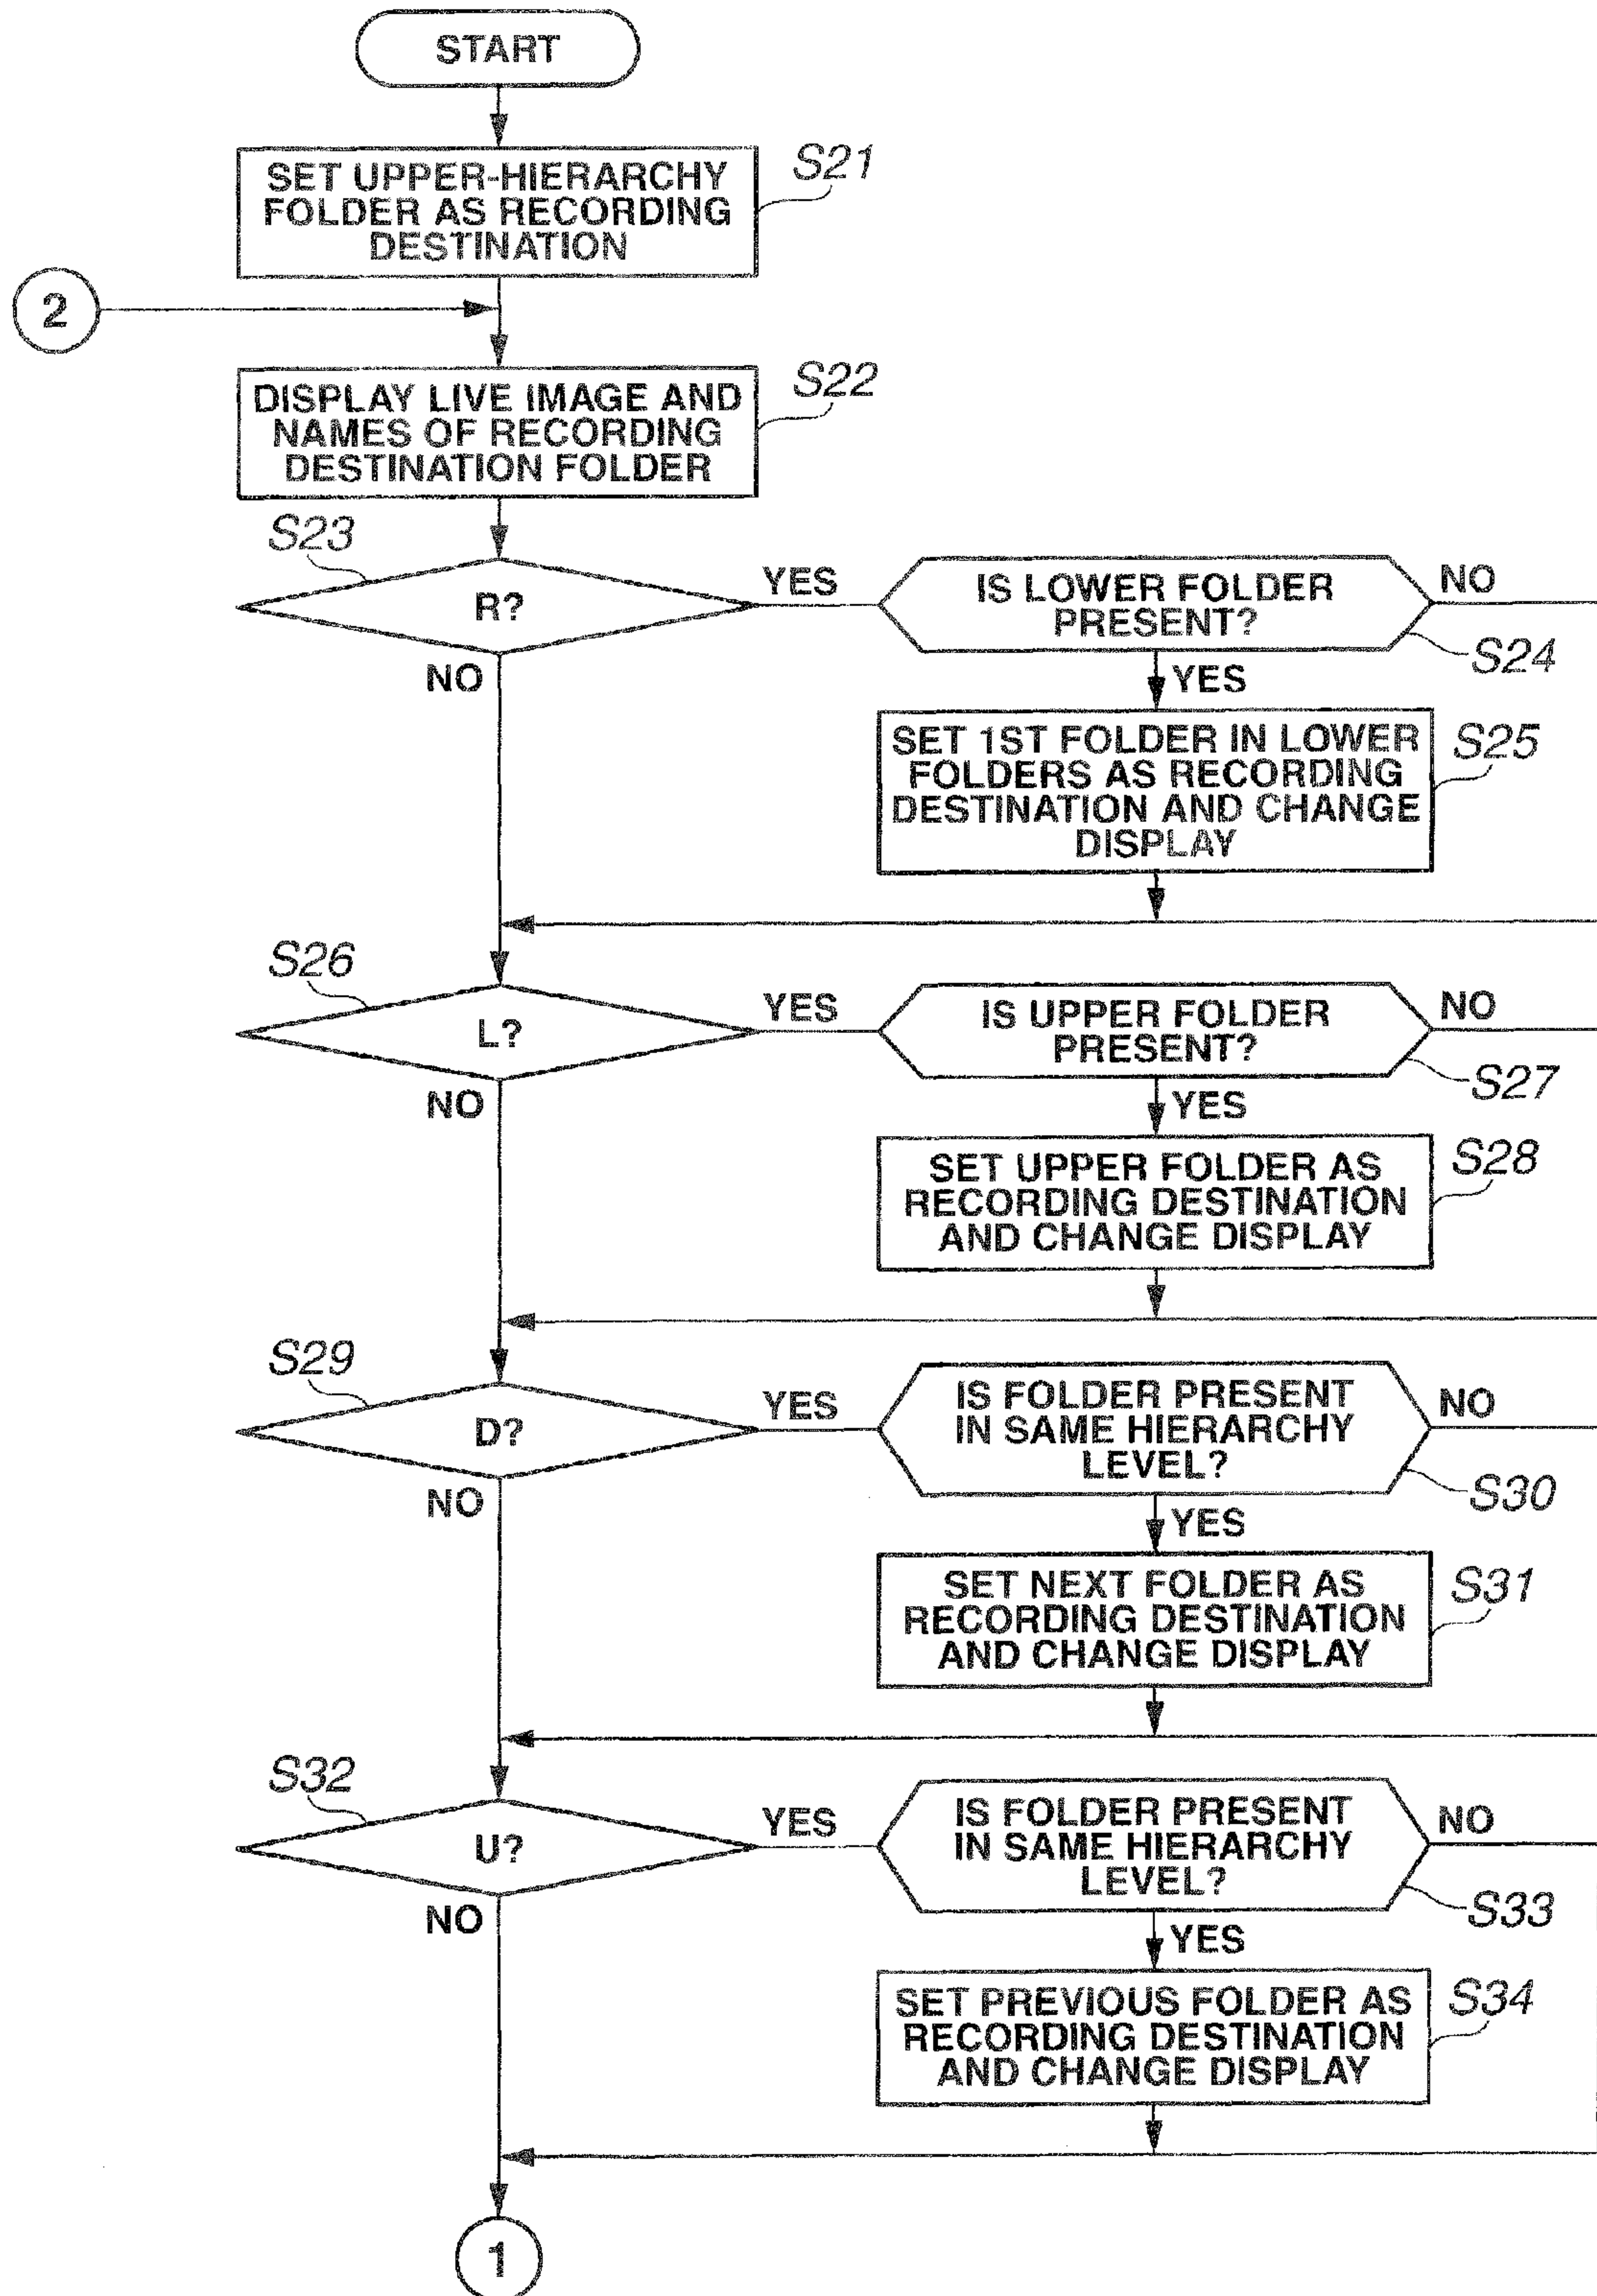 START
SET UPPER-HIERARCHY
FOLDER AS RECORDING
DESTINATION
S21
2
DISPLAY LIVE IMAGE AND
NAMES OF RECORDING
DESTINATION FOLDER
S22
S23
R?
YES
NO
IS LOWER FOLDER
PRESENT?
NO
S24
YES
SET 1ST FOLDER IN LOWER
FOLDERS AS RECORDING
DESTINATION AND CHANGE
DISPLAY
S25
S26
L?
YES
NO
IS UPPER FOLDER
PRESENT?
NO
S27
YES
SET UPPER FOLDER AS
RECORDING DESTINATION
AND CHANGE DISPLAY
S28
S29
D?
YES
NO
IS FOLDER PRESENT
IN SAME HIERARCHY
LEVEL?
NO
S30
YES
SET NEXT FOLDER AS
RECORDING DESTINATION
AND CHANGE DISPLAY
S31
S32
U?
YES
NO
IS FOLDER PRESENT
IN SAME HIERARCHY
LEVEL?
NO
S33
YES
SET PREVIOUS FOLDER AS
RECORDING DESTINATION
AND CHANGE DISPLAY
S34
1